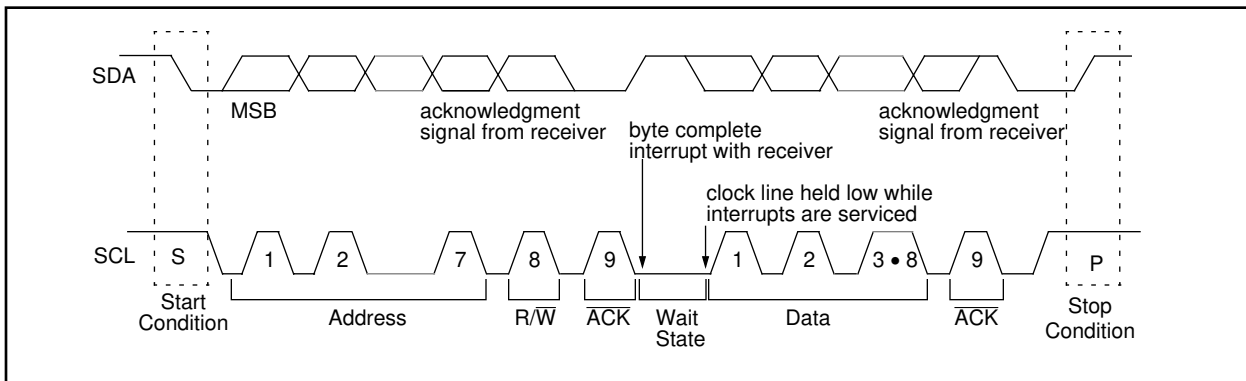 SDA
MSB
acknowledgment
signal from receiver
acknowledgment
signal from receiver
byte complete
interrupt with receiver
clock line held low while
interrupts are serviced
SCL
S
1
2
7
8
9
1
2
3 • 8
9
P
Start
Condition
Address
R/W̅
A̅C̅K̅
Wait
State
Data
A̅C̅K̅
Stop
Condition